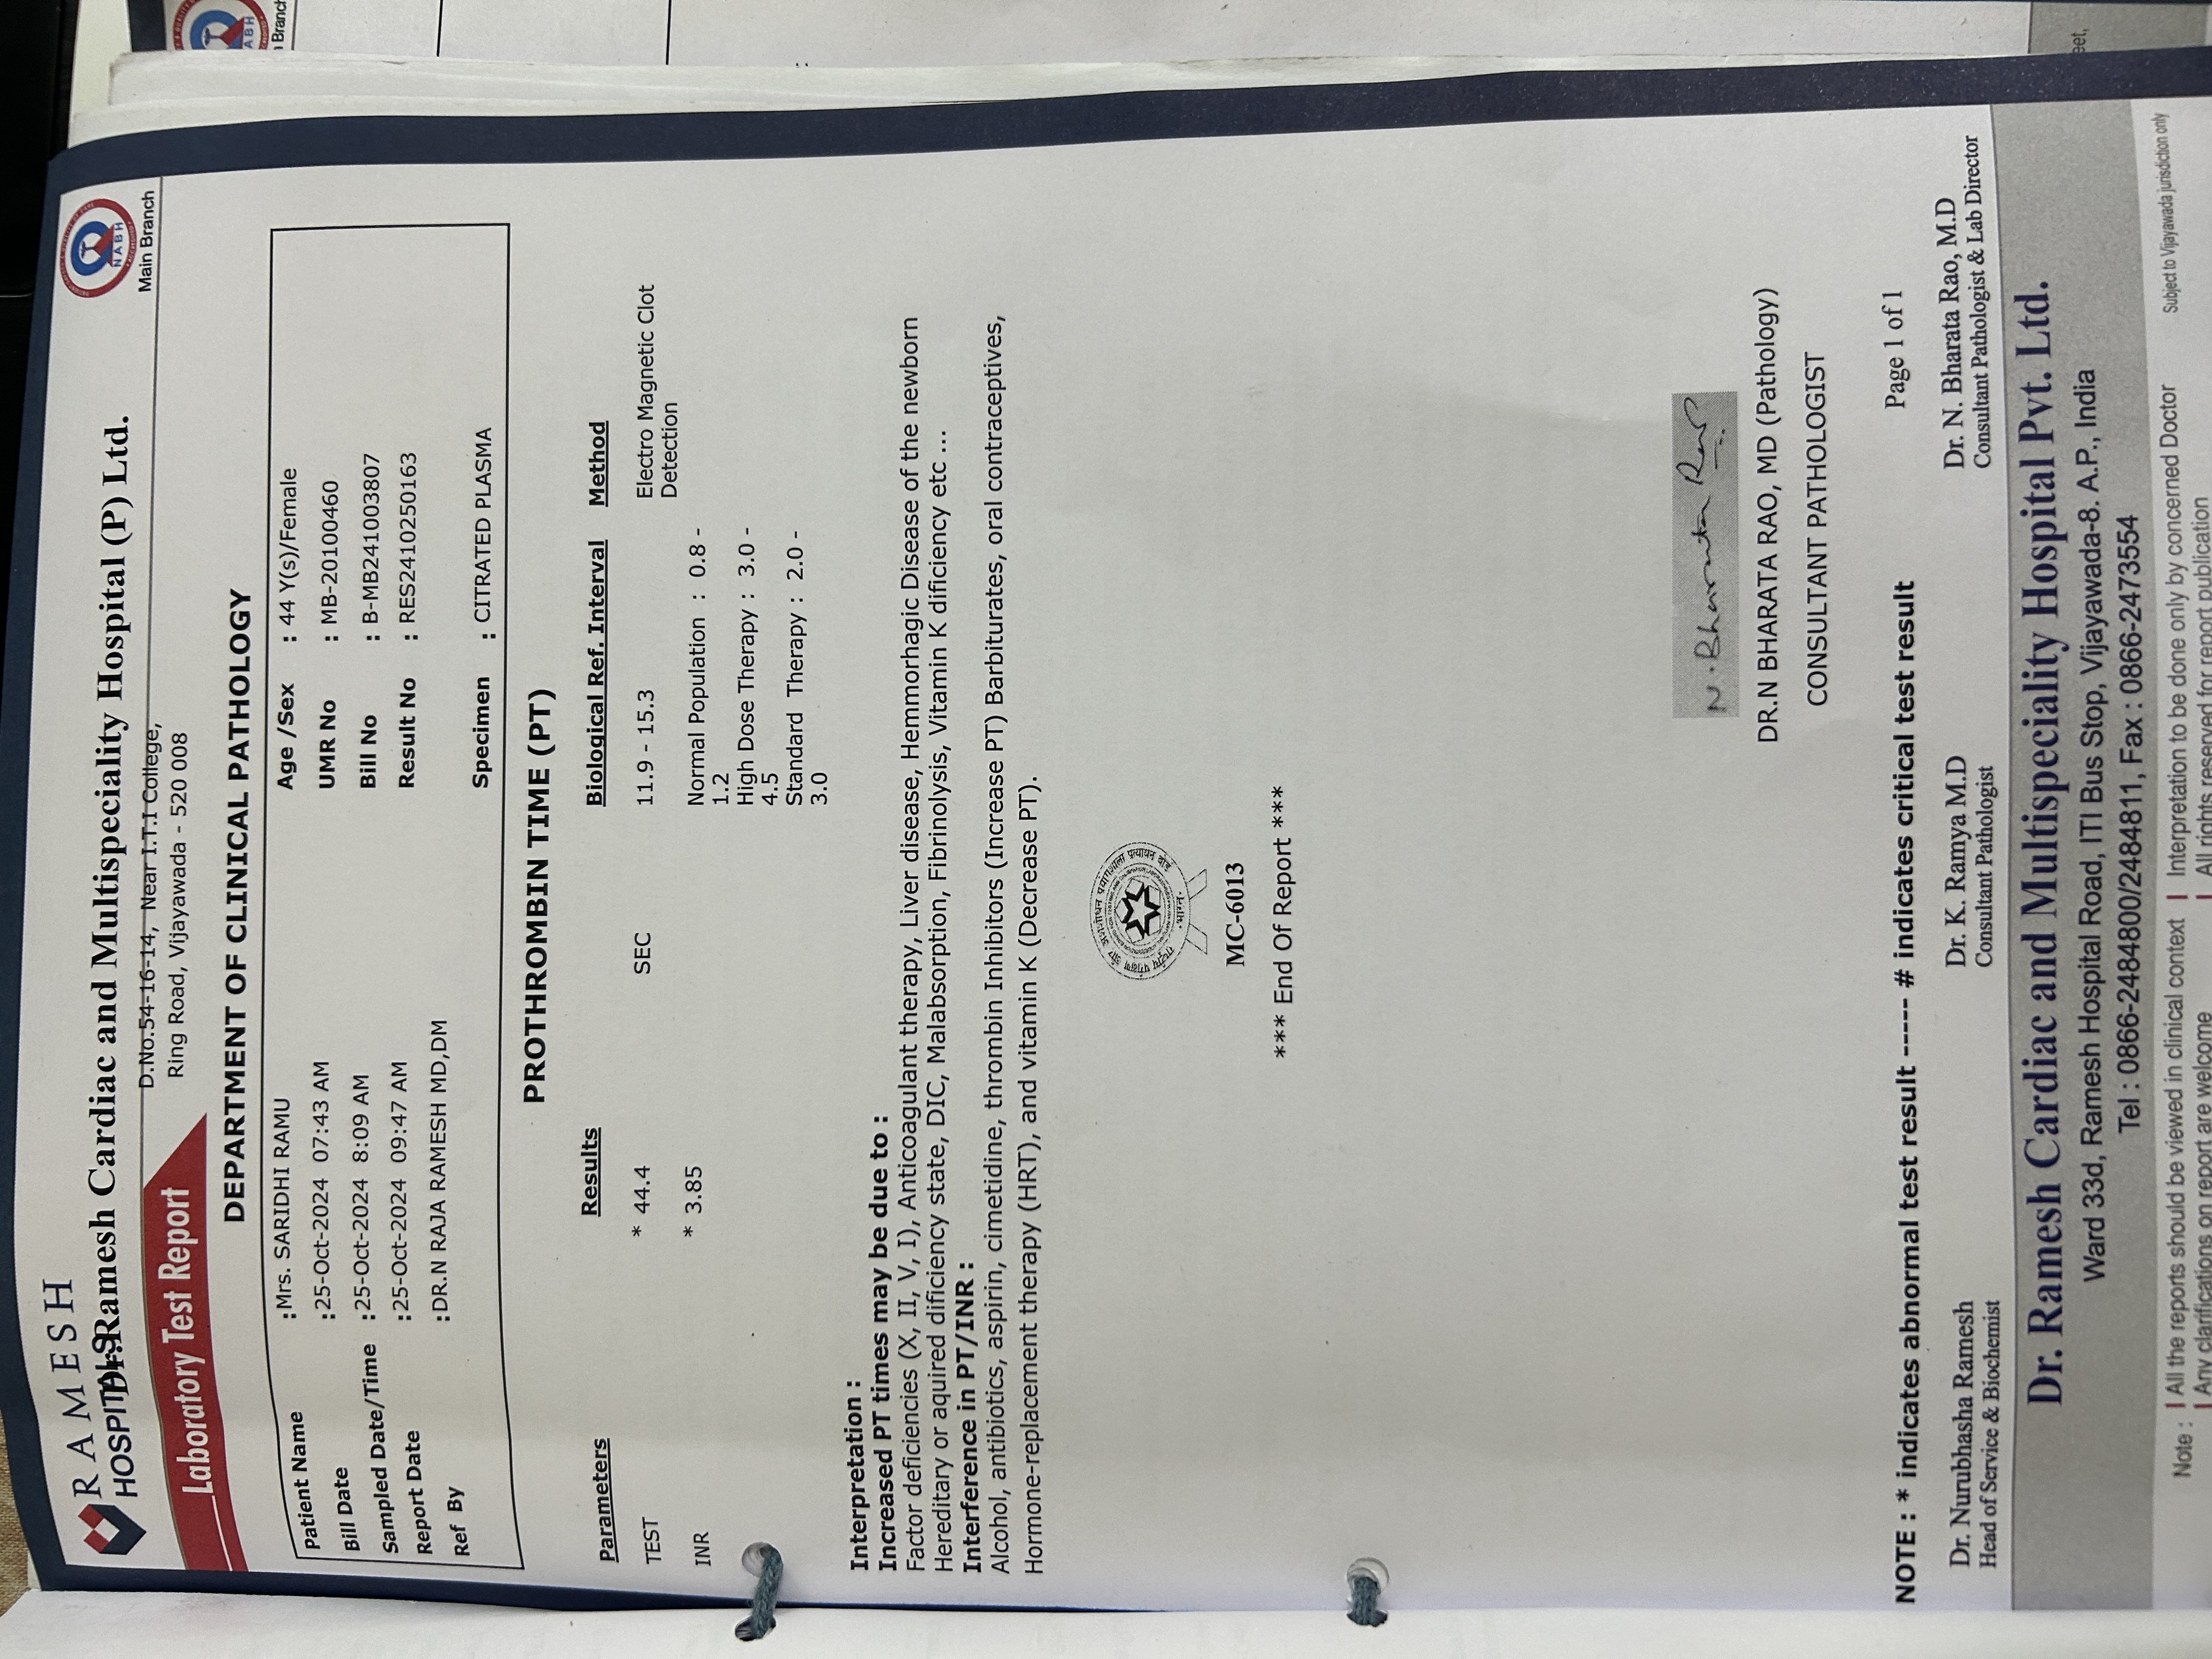 RAMESH
HOSPITALS
Dr.Ramesh Cardiac and Multispeciality Hospital (P) Ltd.
NABH
Main Branch
D.No.54-16-14, Near I.T.I College,
Ring Road, Vijayawada - 520 008
Laboratory Test Report
DEPARTMENT OF CLINICAL PATHOLOGY
Patient Name : Mrs. SARIDHI RAMU Age /Sex : 44 Y(s)/Female
Bill Date : 25-Oct-2024 07:43 AM UMR No : MB-20100460
Sampled Date/Time : 25-Oct-2024 8:09 AM Bill No : B-MB241003807
Report Date : 25-Oct-2024 09:47 AM Result No : RES2410250163
Ref By : DR.N RAJA RAMESH MD,DM
Specimen : CITRATED PLASMA
PROTHROMBIN TIME (PT)
Parameters Results Biological Ref. Interval Method
TEST * 44.4 SEC 11.9 - 15.3 Electro Magnetic Clot
Detection
INR * 3.85 Normal Population : 0.8 -
1.2
High Dose Therapy : 3.0 -
4.5
Standard Therapy : 2.0 -
3.0
Interpretation :
Increased PT times may be due to :
Factor deficiencies (X, II, V, I), Anticoagulant therapy, Liver disease, Hemmorhagic Disease of the newborn
Hereditary or aquired dificiency state, DIC, Malabsorption, Fibrinolysis, Vitamin K dificiency etc ...
Interference in PT/INR :
Alcohol, antibiotics, aspirin, cimetidine, thrombin Inhibitors (Increase PT) Barbiturates, oral contraceptives,
Hormone-replacement therapy (HRT), and vitamin K (Decrease PT).
भारत
MC-6013
*** End Of Report ***
N. Bharata Rao
DR.N BHARATA RAO, MD (Pathology)
CONSULTANT PATHOLOGIST
NOTE : * indicates abnormal test result ----- # indicates critical test result
Page 1 of 1
Dr. Nurubhasha Ramesh Dr. K. Ramya M.D Dr. N. Bharata Rao, M.D
Head of Service & Biochemist Consultant Pathologist Consultant Pathologist & Lab Director
Dr. Ramesh Cardiac and Multispeciality Hospital Pvt. Ltd.
Ward 33d, Ramesh Hospital Road, ITI Bus Stop, Vijayawada-8. A.P., India
Tel : 0866-2484800/2484811, Fax : 0866-2473554
Note : | All the reports should be viewed in clinical context | Interpretation to be done only by concerned Doctor Subject to Vijayawada jurisdiction only
| Any clarifications on report are welcome | All rights reserved for report publication
ABH
Branch
eet,